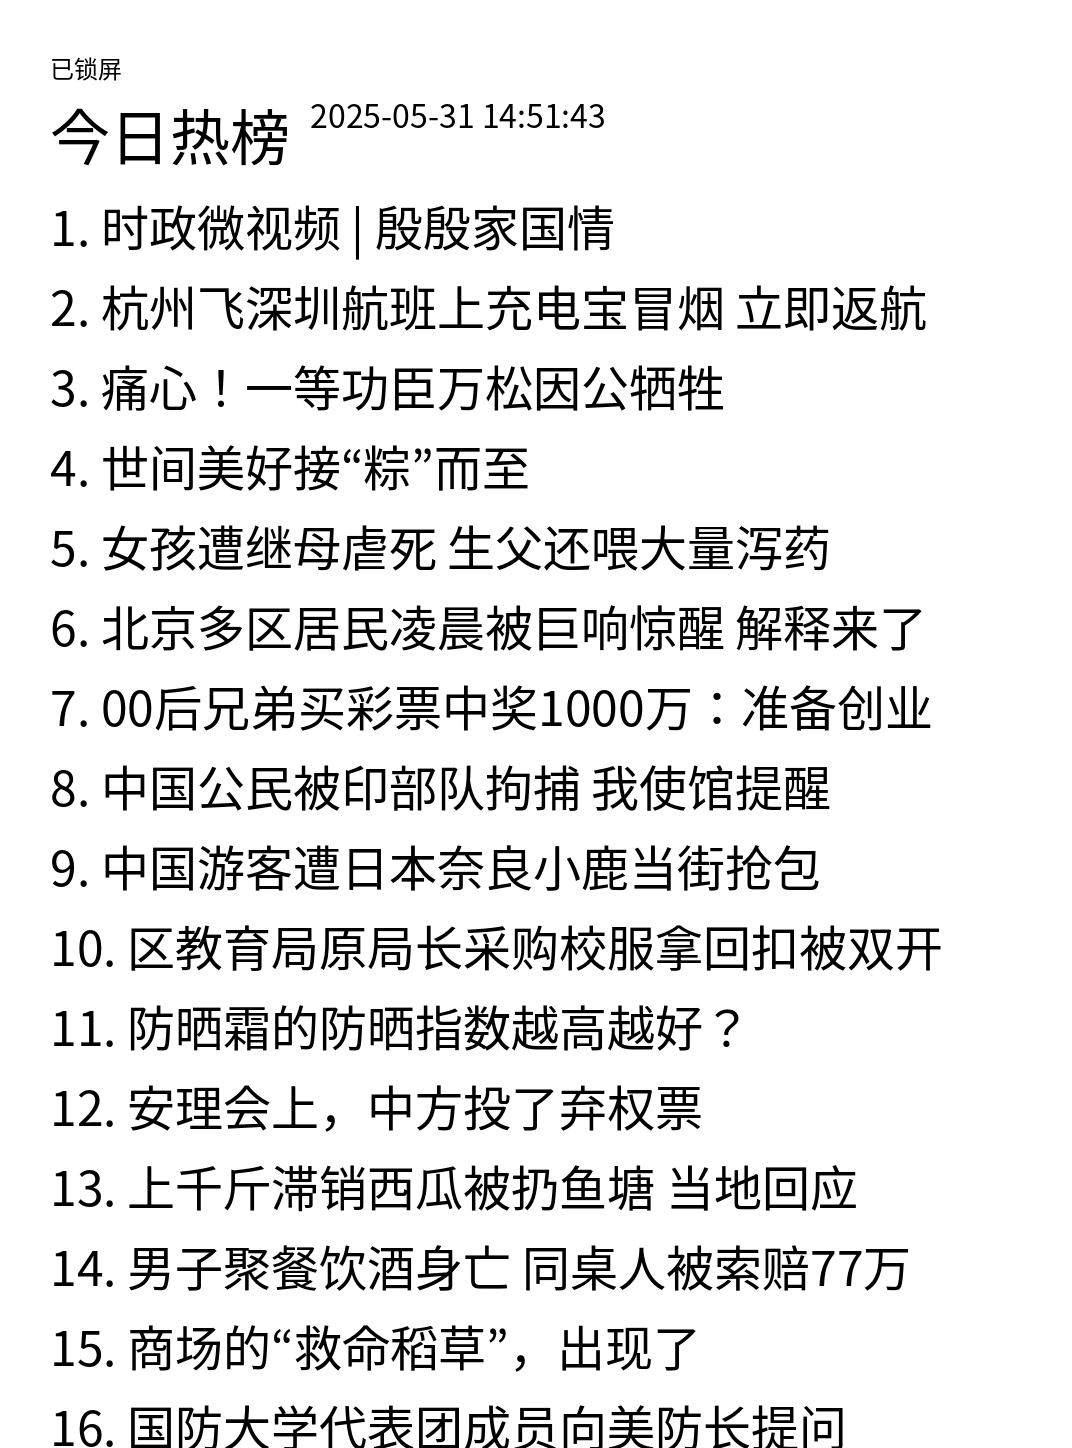 已锁屏
今日热榜 2025-05-31 14:51:43
1. 时政微视频 | 殷殷家国情
2. 杭州飞深圳航班上充电宝冒烟 立即返航
3. 痛心！一等功臣万松因公牺牲
4. 世间美好接“粽”而至
5. 女孩遭继母虐死 生父还喂大量泻药
6. 北京多区居民凌晨被巨响惊醒 解释来了
7. 00后兄弟买彩票中奖1000万：准备创业
8. 中国公民被印部队拘捕 我使馆提醒
9. 中国游客遭日本奈良小鹿当街抢包
10. 区教育局原局长采购校服拿回扣被双开
11. 防晒霜的防晒指数越高越好？
12. 安理会上，中方投了弃权票
13. 上千斤滞销西瓜被扔鱼塘 当地回应
14. 男子聚餐饮酒身亡 同桌人被索赔77万
15. 商场的“救命稻草”，出现了
16. 国防大学代表团成员向美防长提问